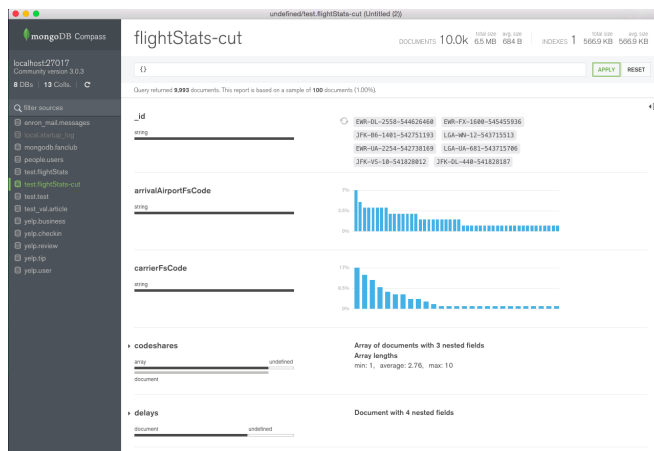 undefined/test.flightStats-cut (Untitled (2))
mongoDB Compass
localhost:27017
Community version 3.0.3
8 DBs 13 Colls.
filter sources
enron_mail.messages
local.startup_log
mongodb.fanclub
people.users
test.flightStats
test.flightStats-cut
test.test
test_val.article
yelp.business
yelp.checkin
yelp.review
yelp.tip
yelp.user
flightStats-cut
DOCUMENTS 10.0k total size 6.5 MB avg. size 684 B INDEXES 1 total size 566.9 KB avg. size 566.9 KB
{}
APPLY RESET
Query returned 9,993 documents. This report is based on a sample of 100 documents (1.00%).
_id
string
EWR-DL-2558-544626460 EWR-FX-1600-545455936
JFK-B6-1401-542751193 LGA-WN-12-543715513
EWR-UA-2254-542738169 LGA-UA-681-543715706
JFK-VS-10-541828012 JFK-DL-440-541828187
arrivalAirportFsCode
string
7%
3.5%
0%
carrierFsCode
string
17%
8.5%
0%
codeshares
array undefined
document
Array of documents with 3 nested fields
Array lengths
min: 1, average: 2.76, max: 10
delays
document undefined
Document with 4 nested fields